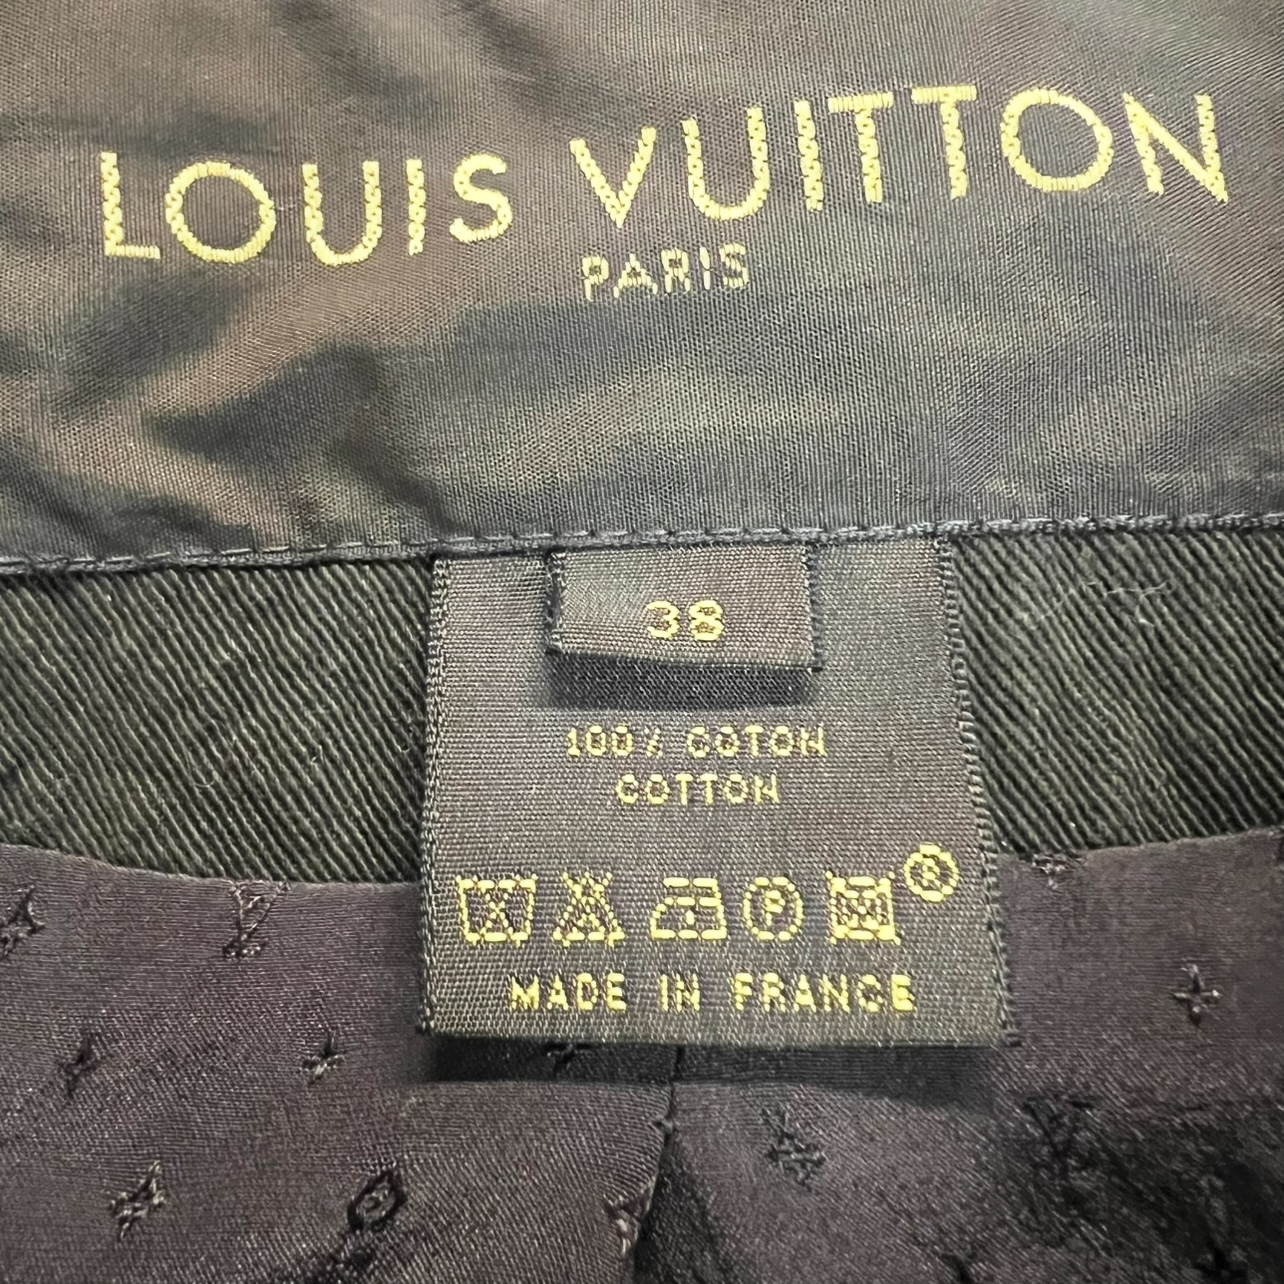 LOUIS VUITTON
PARIS
38
100% COTON
COTTON
P ®
MADE IN FRANCE